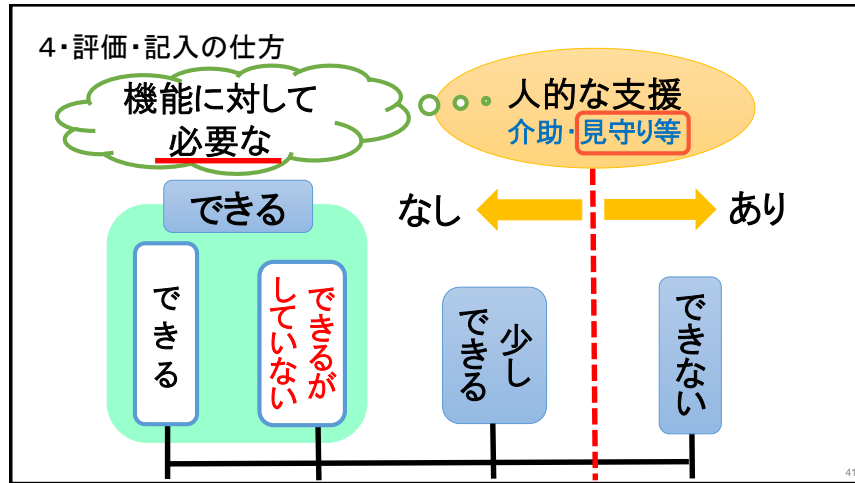 4・評価・記入の仕方
機能に対して
必要な
人的な支援
介助・見守り等
できる
なし
あり
できる
できるが
していない
少し
できる
できない
41